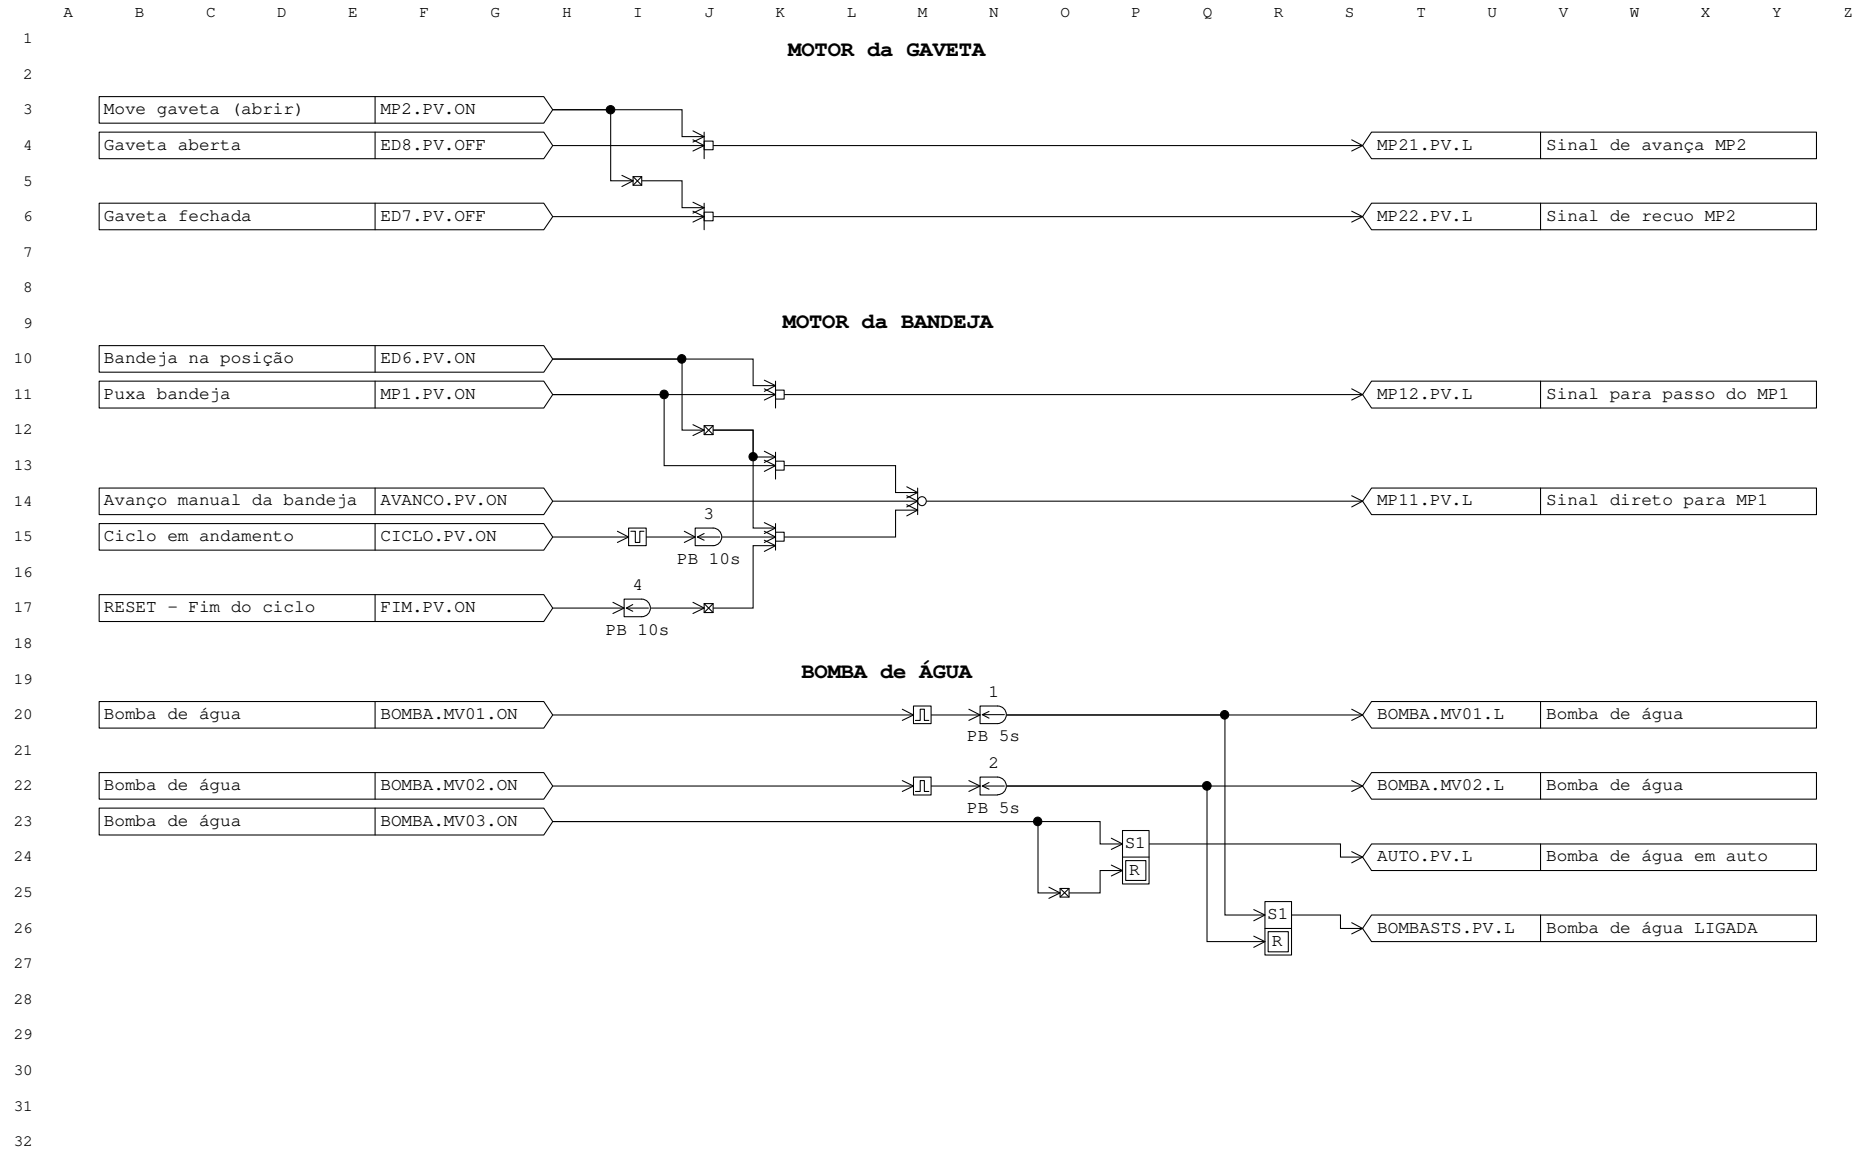 A B C D E F G H I J K L M N O P Q R S T U V W X Y Z
1
MOTOR da GAVETA
2
3 Move gaveta (abrir) MP2.PV.ON
4 Gaveta aberta ED8.PV.OFF MP21.PV.L Sinal de avança MP2
5
6 Gaveta fechada ED7.PV.OFF MP22.PV.L Sinal de recuo MP2
7
8
9 MOTOR da BANDEJA
10 Bandeja na posição ED6.PV.ON
11 Puxa bandeja MP1.PV.ON MP12.PV.L Sinal para passo do MP1
12
13
14 Avanço manual da bandeja AVANCO.PV.ON MP11.PV.L Sinal direto para MP1
3
15 Ciclo em andamento CICLO.PV.ON
PB 10s
16
4
17 RESET - Fim do ciclo FIM.PV.ON
PB 10s
18
BOMBA de ÁGUA
19
1
20 Bomba de água BOMBA.MV01.ON BOMBA.MV01.L Bomba de água
PB 5s
21
2
22 Bomba de água BOMBA.MV02.ON BOMBA.MV02.L Bomba de água
PB 5s
23 Bomba de água BOMBA.MV03.ON
S1
24 AUTO.PV.L Bomba de água em auto
R
25
S1
26 BOMBASTS.PV.L Bomba de água LIGADA
R
27
28
29
30
31
32